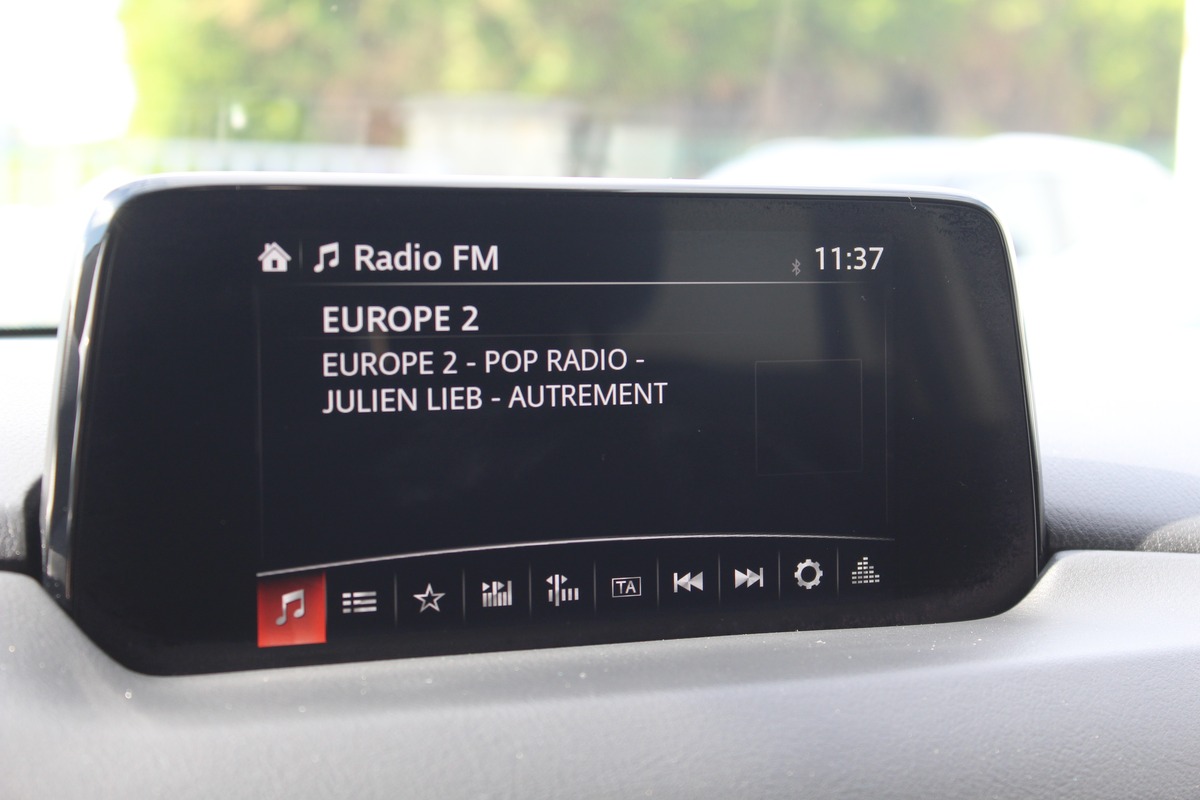 Radio FM 11:37
EUROPE 2
EUROPE 2 - POP RADIO -
JULIEN LIEB - AUTREMENT
TA